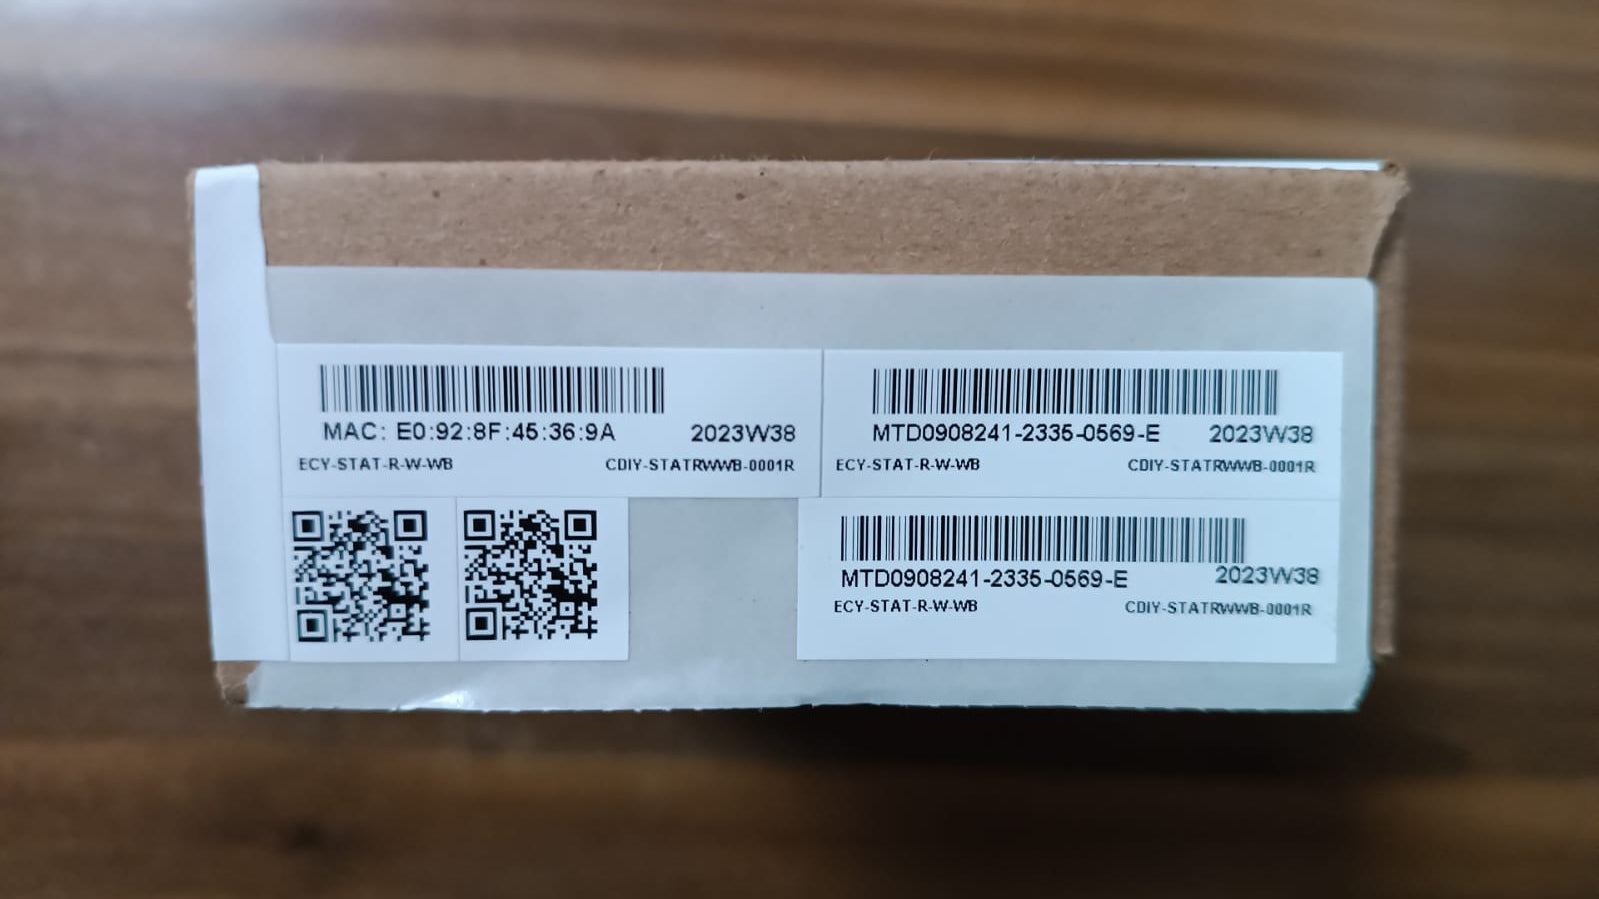 MAC: E0:92:8F:45:36:9A 2023W38
ECY-STAT-R-W-WB CDIY-STATRWWB-0001R
MTD0908241-2335-0569-E 2023W38
ECY-STAT-R-W-WB CDIY-STATRWWB-0001R
MTD0908241-2335-0569-E 2023W38
ECY-STAT-R-W-WB CDIY-STATRWWB-0001R